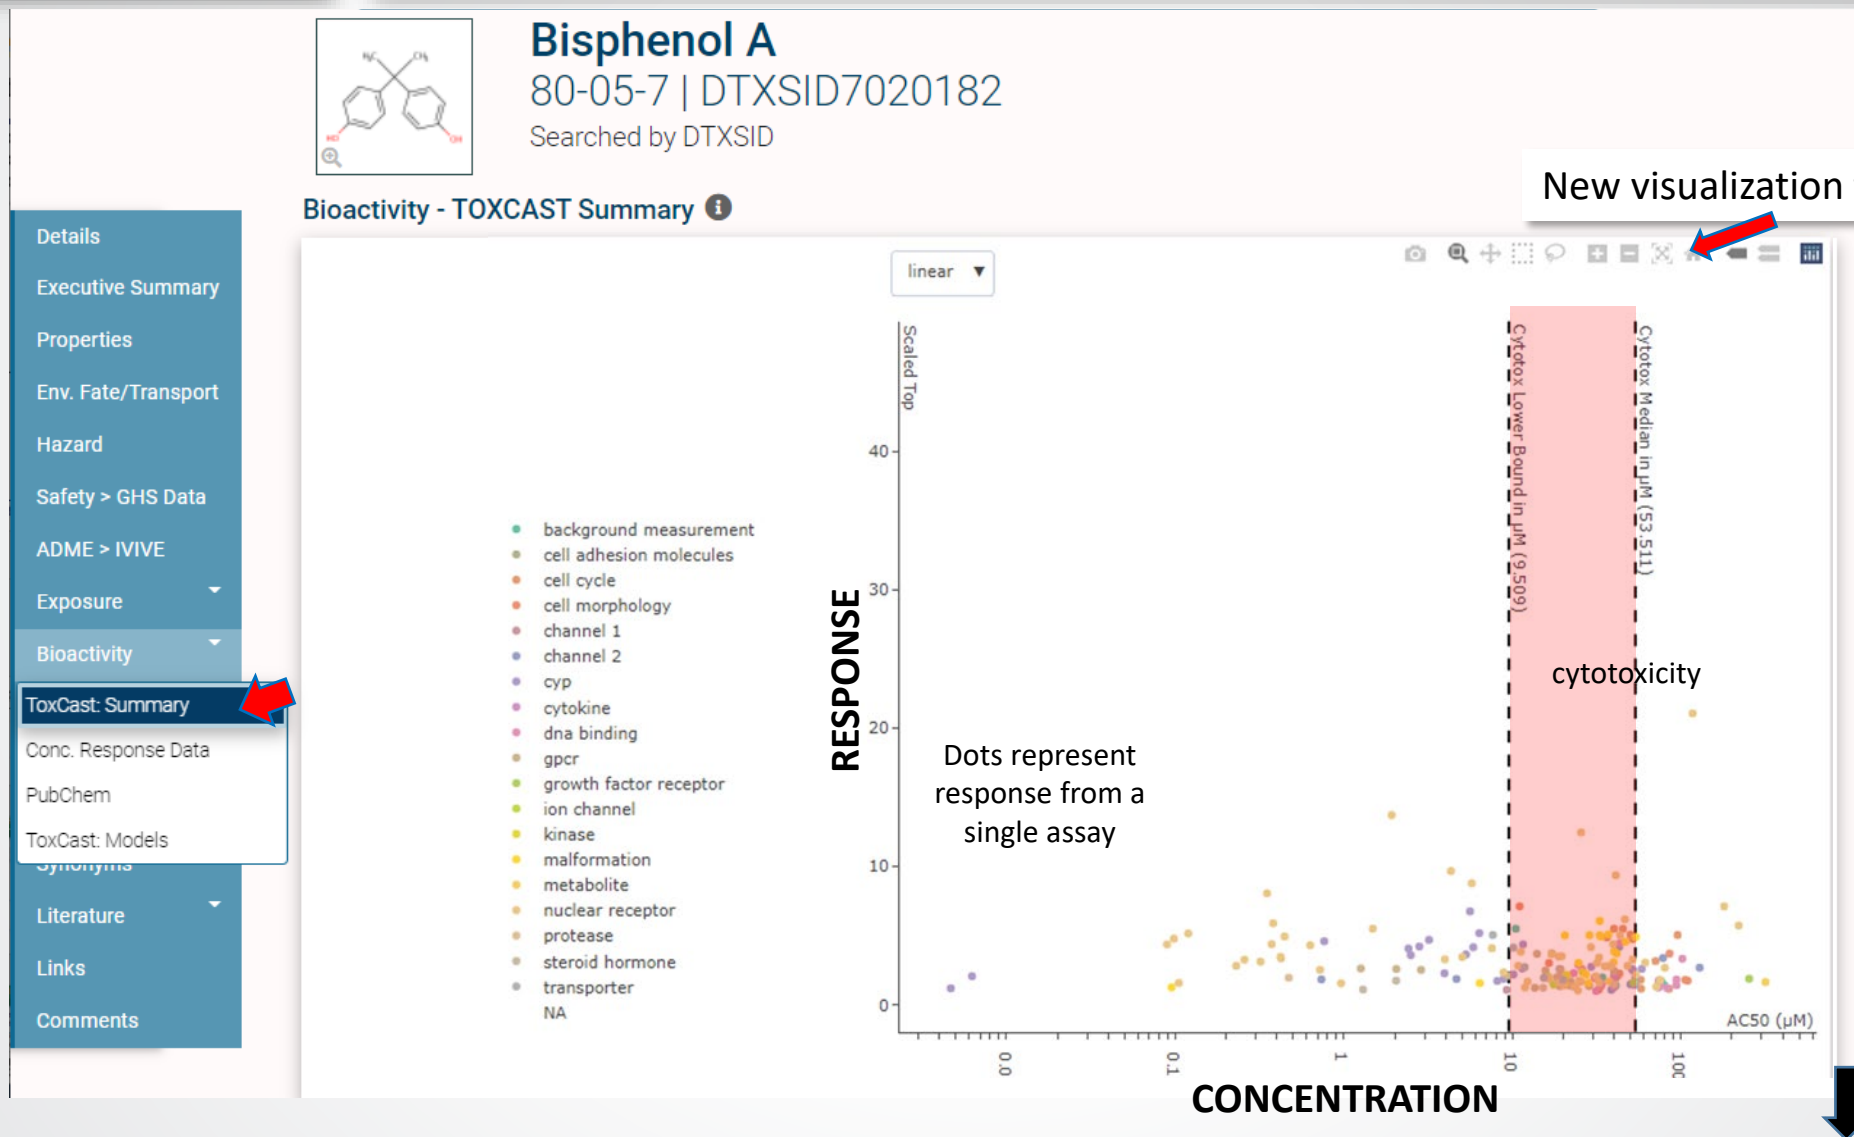 Bisphenol A
80-05-7 | DTXSID7020182
Searched by DTXSID
H₃C
CH₃
HO
OH
New visualization
Bioactivity - TOXCAST Summary
Details
Executive Summary
Properties
Env. Fate/Transport
Hazard
Safety > GHS Data
ADME > IVIVE
Exposure
Bioactivity
ToxCast: Summary
Conc. Response Data
PubChem
ToxCast: Models
Synonyms
Literature
Links
Comments
linear
background measurement
cell adhesion molecules
cell cycle
cell morphology
channel 1
channel 2
cyp
cytokine
dna binding
gpcr
growth factor receptor
ion channel
kinase
malformation
metabolite
nuclear receptor
protease
steroid hormone
transporter
NA
RESPONSE
Scaled Top
40
30
20
10
0
Dots represent
response from a
single assay
Cytotox Lower Bound in µM (9.509)
Cytotox Median in µM (53.511)
cytotoxicity
AC50 (µM)
0.0
0.1
1
10
100
CONCENTRATION